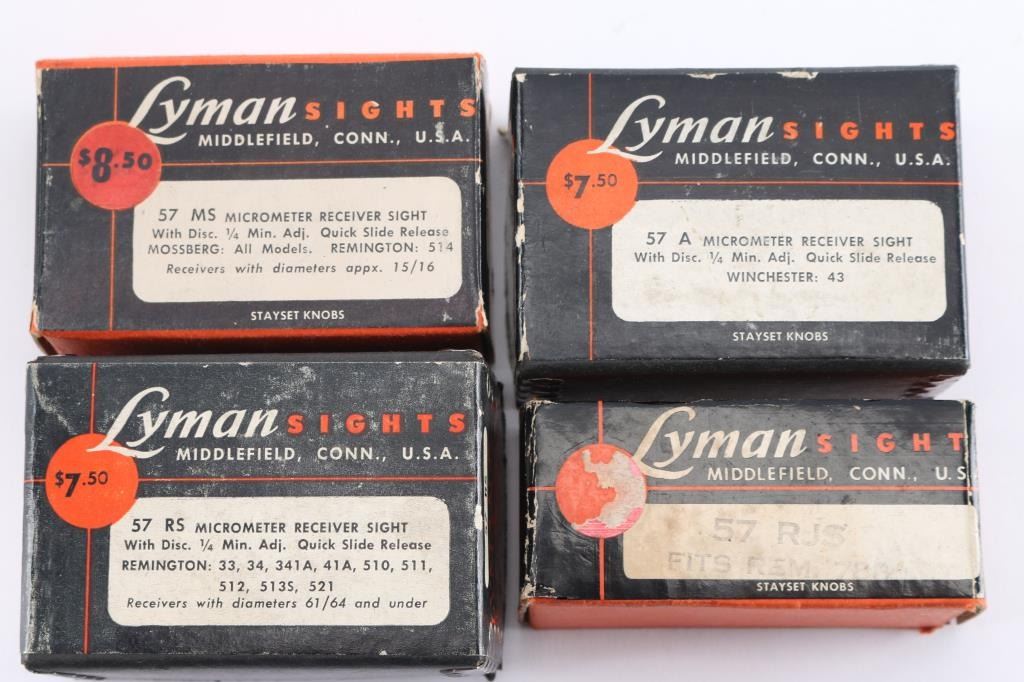 Lyman SIGHTS
MIDDLEFIELD, CONN., U.S.A.
$8.50
57 MS MICROMETER RECEIVER SIGHT
With Disc. ¼ Min. Adj. Quick Slide Release
MOSSBERG: All Models. REMINGTON: 514
Receivers with diameters appx. 15/16
STAYSET KNOBS
Lyman SIGHTS
MIDDLEFIELD, CONN., U.S.A.
$7.50
57 A MICROMETER RECEIVER SIGHT
With Disc. ¼ Min. Adj. Quick Slide Release
WINCHESTER: 43
STAYSET KNOBS
Lyman SIGHTS
MIDDLEFIELD, CONN., U.S.A.
$7.50
57 RS MICROMETER RECEIVER SIGHT
With Disc. ¼ Min. Adj. Quick Slide Release
REMINGTON: 33, 34, 341A, 41A, 510, 511,
512, 513S, 521
Receivers with diameters 61/64 and under
STAYSET KNOBS
Lyman SIGHT
MIDDLEFIELD, CONN., U.S
57 RJS
FITS REM.
STAYSET KNOBS